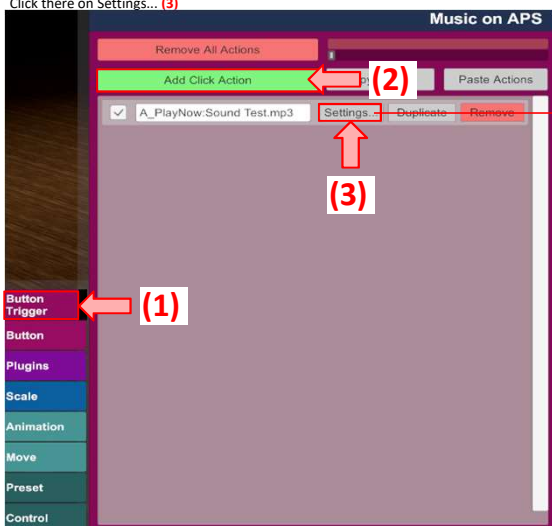 Click there on Settings... (3)
Music on APS
Remove All Actions
Add Click Action
(2)
Paste Actions
A_PlayNow:Sound Test.mp3
Settings...
Duplicate
Remove
(3)
Button
Trigger
(1)
Button
Plugins
Scale
Animation
Move
Preset
Control